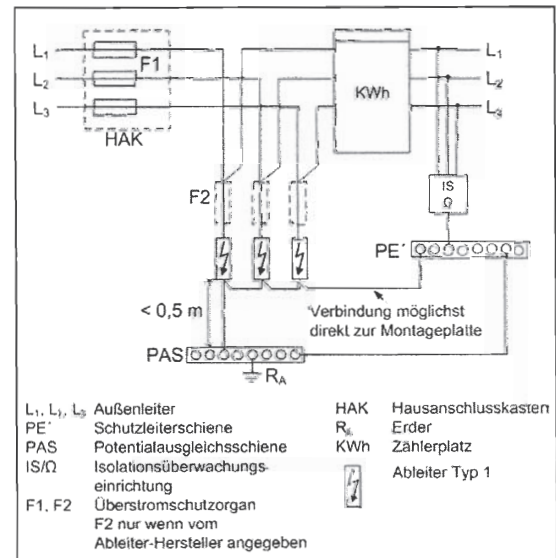 L₁ F1 L₁
L₂ KWh L₂
L₃ L₃
HAK
F2
IS
Ω
PE´
< 0,5 m
Verbindung möglichst
direkt zur Montageplatte
PAS
R_A
L₁, L₂, L₃ Außenleiter
PE´ Schutzleiterschiene
PAS Potentialausgleichsschiene
IS/Ω Isolationsüberwachungs-
einrichtung
F1, F2 Überstromschutzorgan
F2 nur wenn vom
Ableiter-Hersteller angegeben
HAK Hausanschlusskasten
R_A Erder
KWh Zählerplatz
Ableiter Typ 1